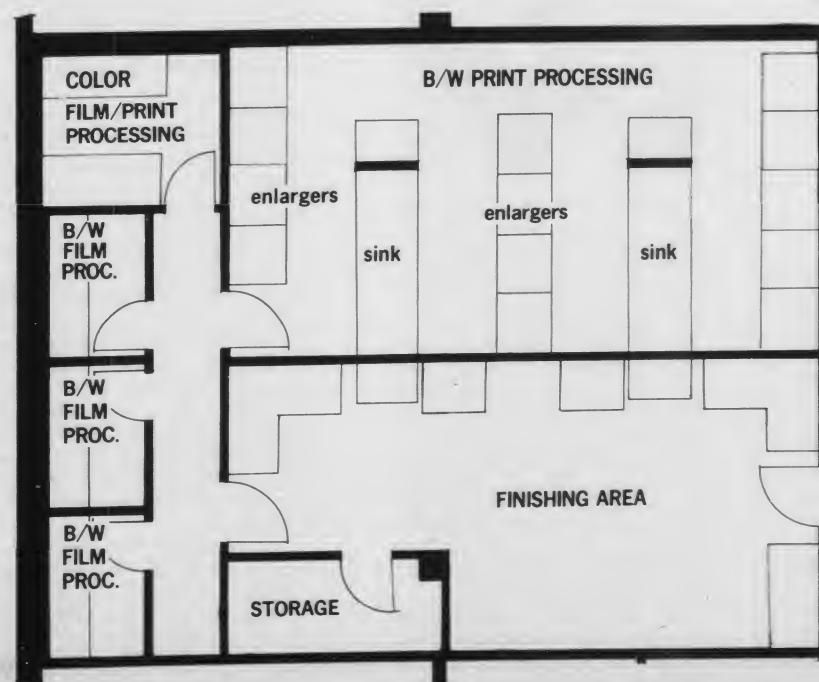 COLOR
FILM/PRINT
PROCESSING
B/W PRINT PROCESSING
enlargers
enlargers
sink
sink
B/W
FILM
PROC.
B/W
FILM
PROC.
B/W
FILM
PROC.
FINISHING AREA
STORAGE